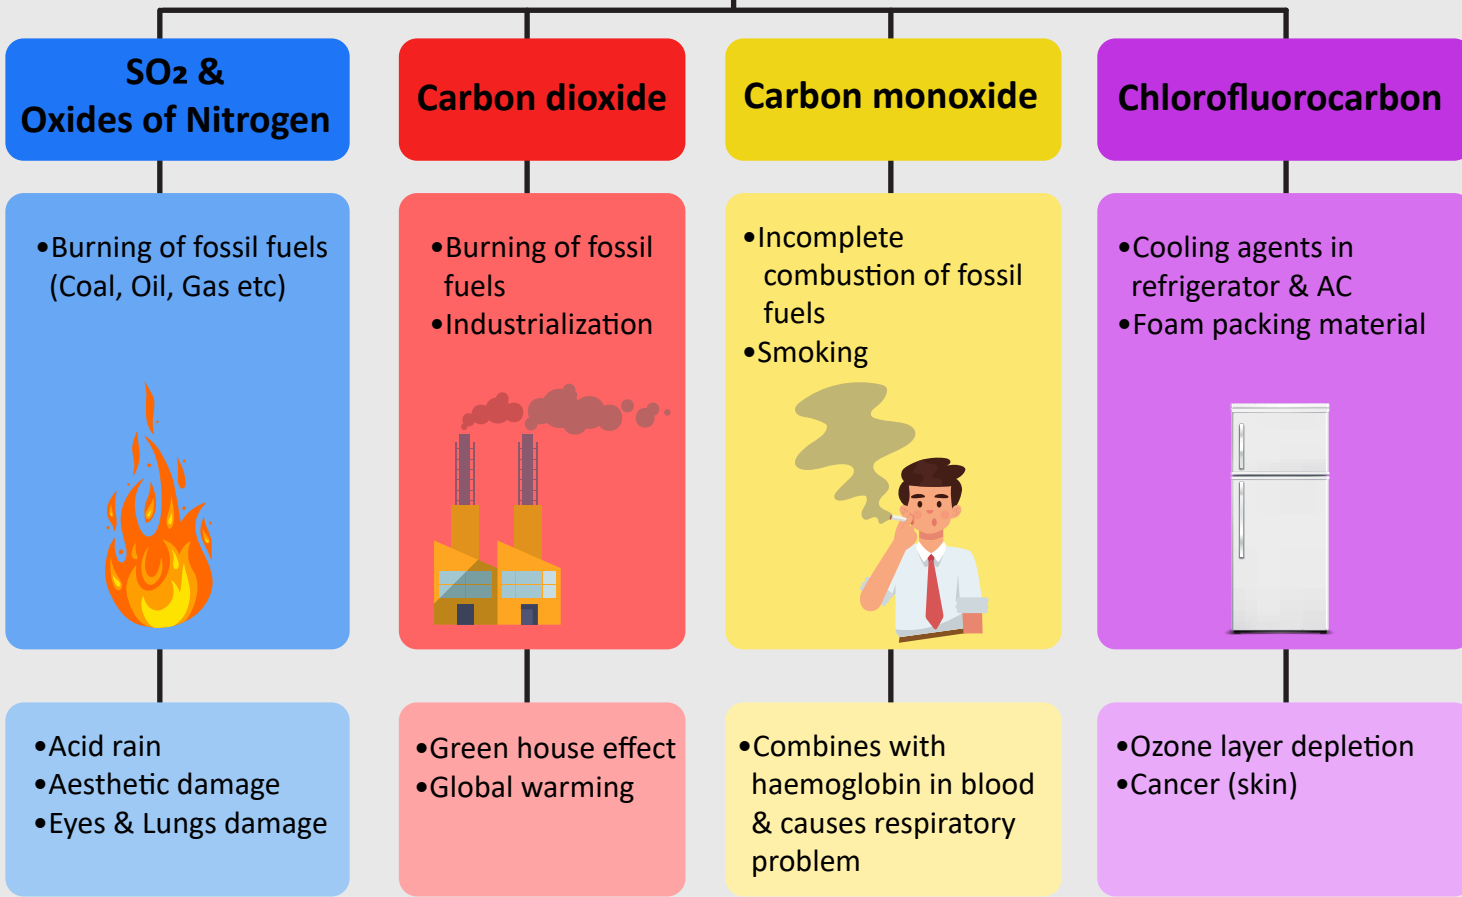 SO₂ &
Oxides of Nitrogen
•Burning of fossil fuels
(Coal, Oil, Gas etc)
•Acid rain
•Aesthetic damage
•Eyes & Lungs damage
Carbon dioxide
•Burning of fossil
fuels
•Industrialization
•Green house effect
•Global warming
Carbon monoxide
•Incomplete
combustion of fossil
fuels
•Smoking
•Combines with
haemoglobin in blood
& causes respiratory
problem
Chlorofluorocarbon
•Cooling agents in
refrigerator & AC
•Foam packing material
•Ozone layer depletion
•Cancer (skin)